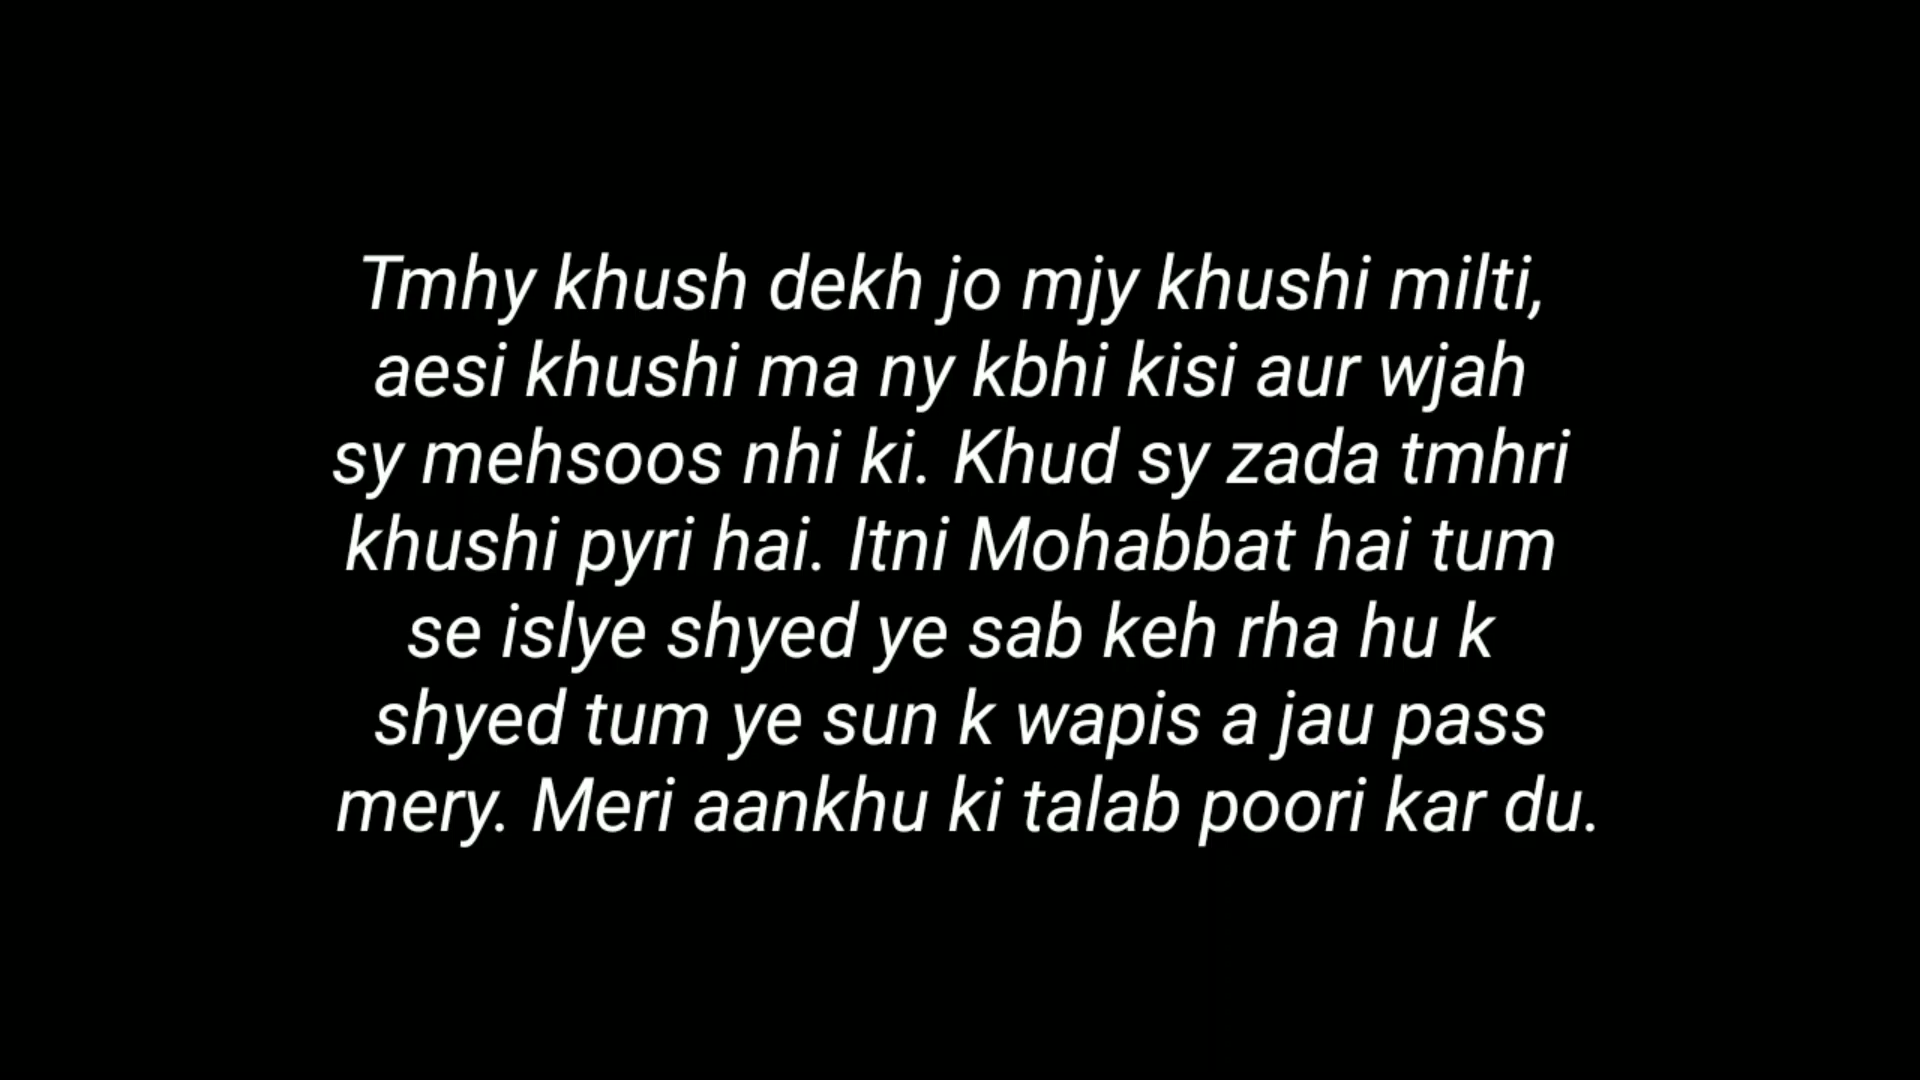 Tmhy khush dekh jo mjy khushi milti,
aesi khushi ma ny kbhi kisi aur wjah
sy mehsoos nhi ki. Khud sy zada tmhri
khushi pyri hai. Itni Mohabbat hai tum
se islye shyed ye sab keh rha hu k
shyed tum ye sun k wapis a jau pass
mery. Meri aankhu ki talab poori kar du.